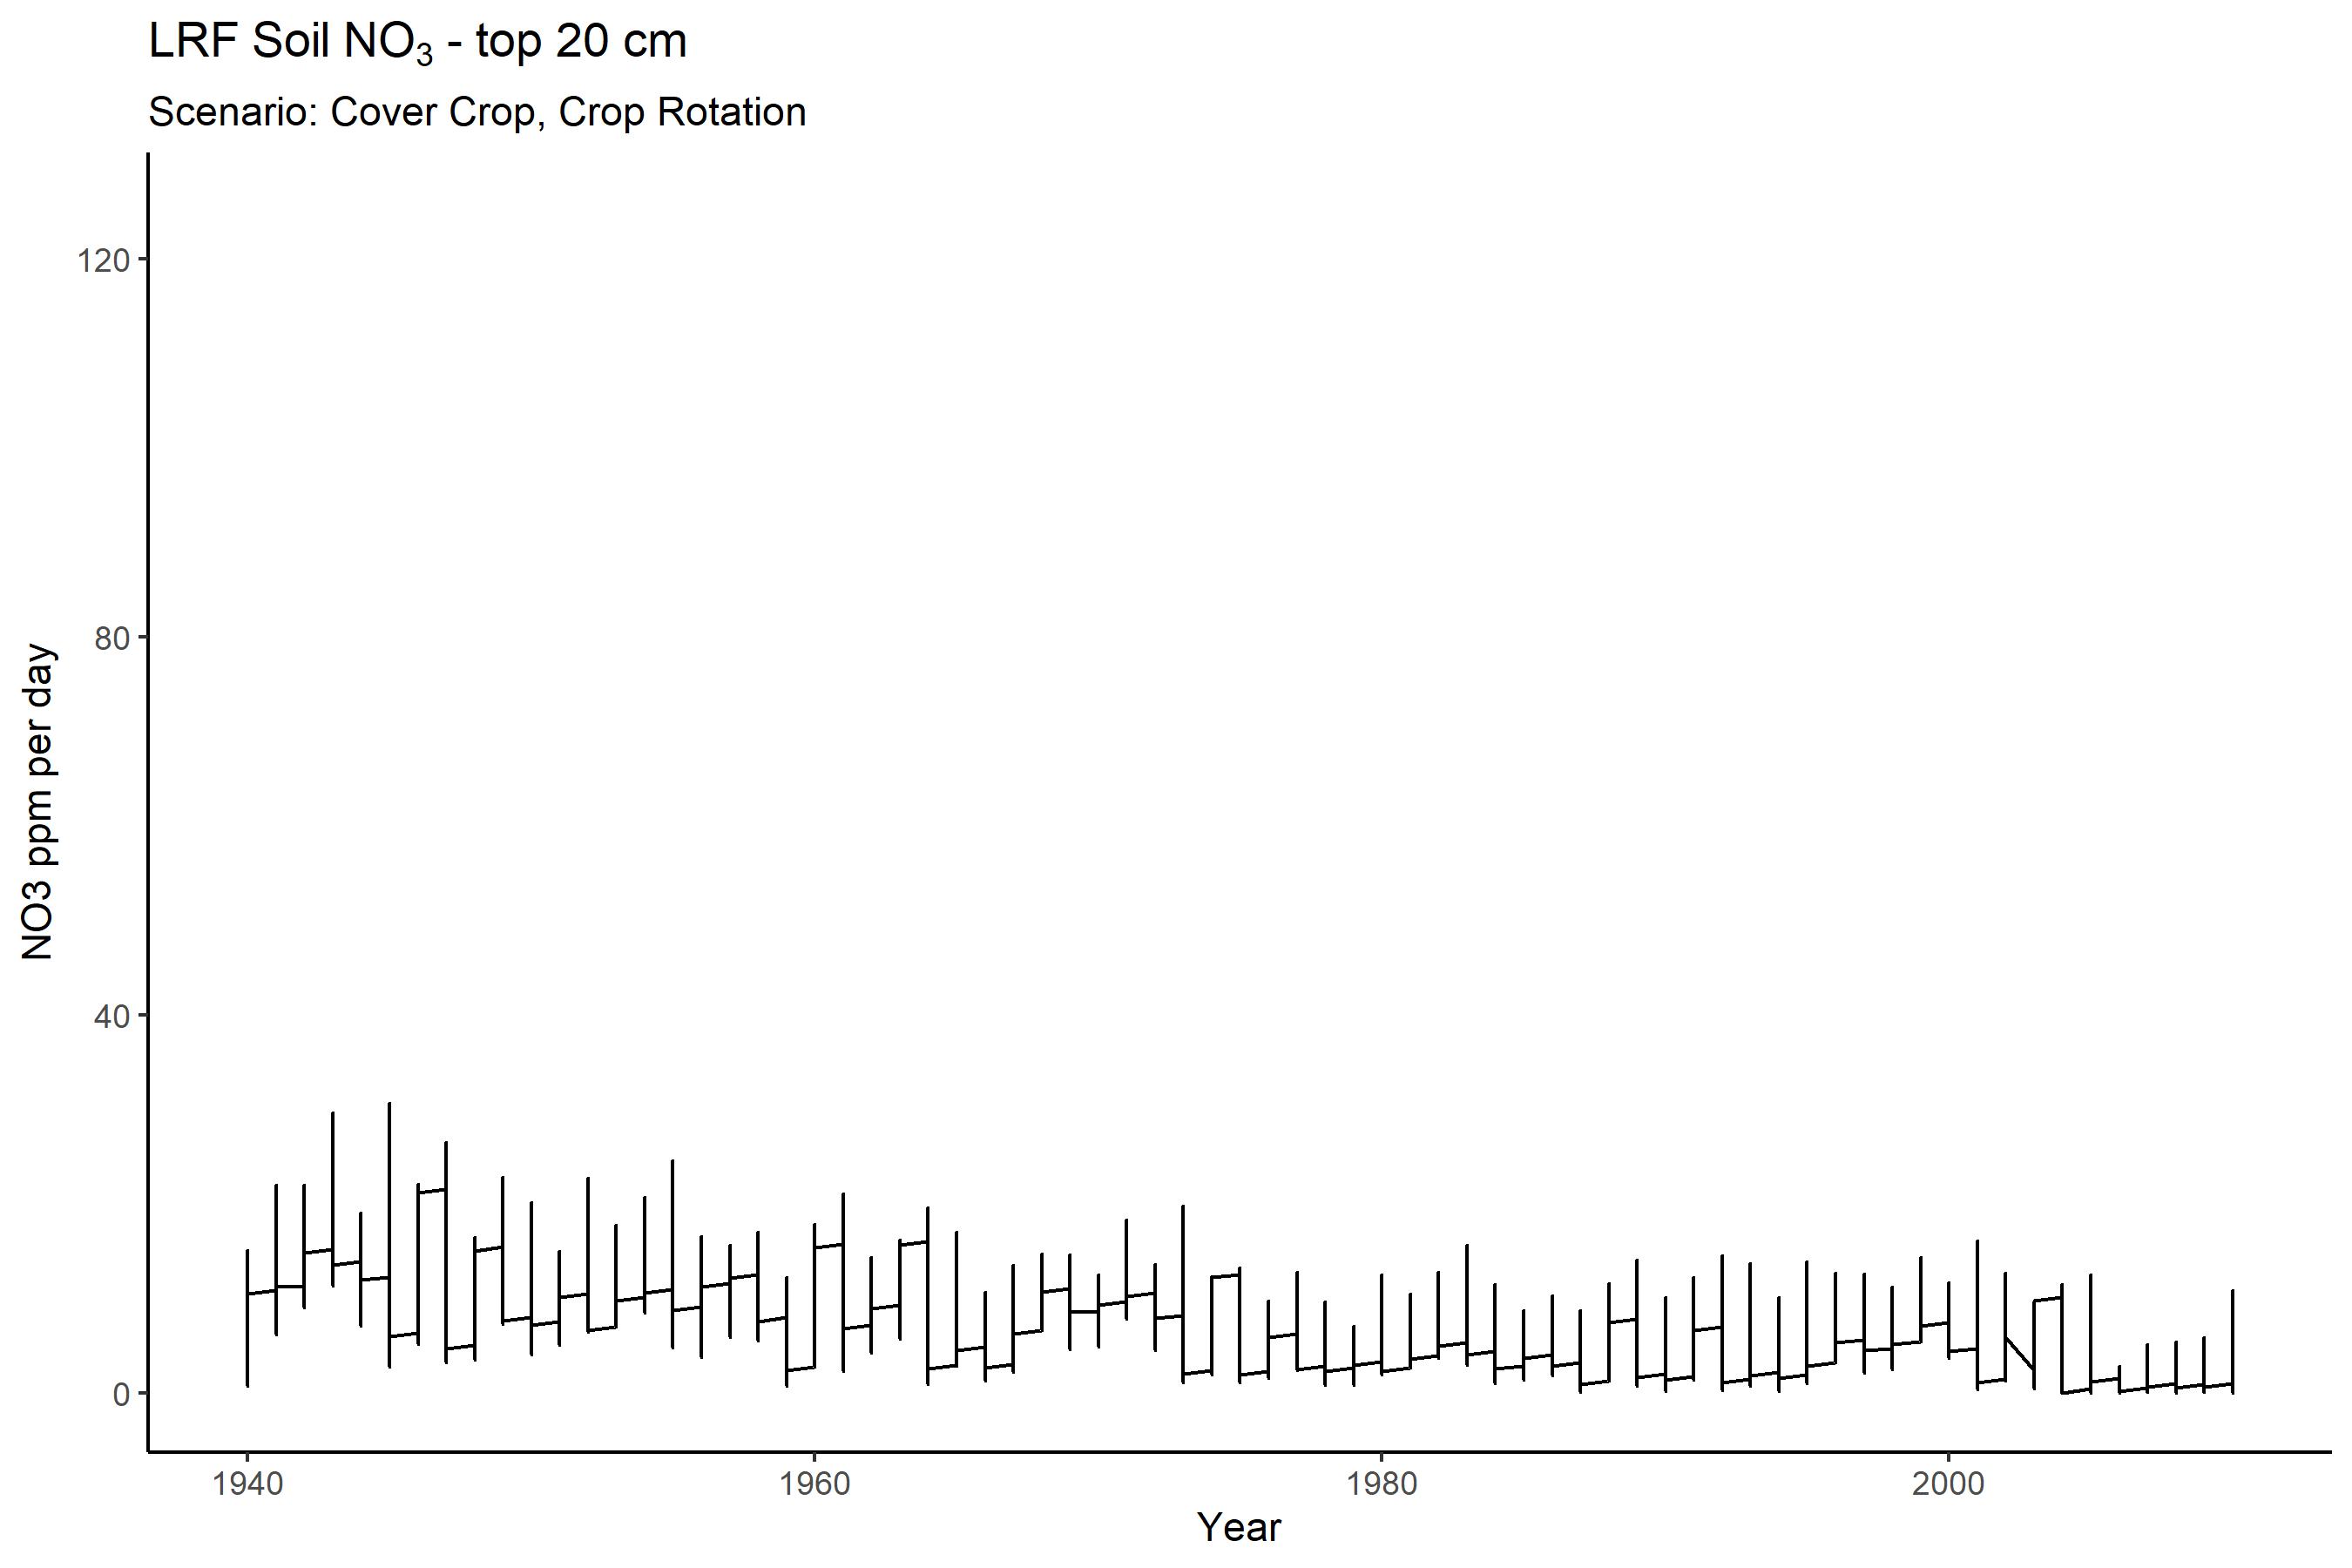 LRF Soil NO₃ - top 20 cm
Scenario: Cover Crop, Crop Rotation
120
80
40
0
NO3 ppm per day
1940 1960 1980 2000
Year